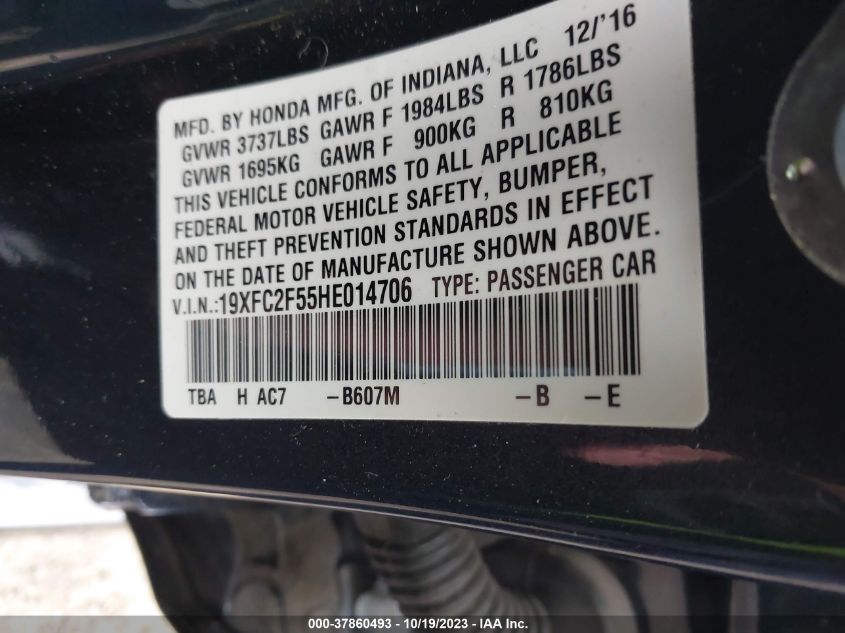 MFD. BY HONDA MFG. OF INDIANA, LLC 12/'16
GVWR 3737LBS GAWR F 1984LBS R 1786LBS
GVWR 1695KG GAWR F 900KG R 810KG
THIS VEHICLE CONFORMS TO ALL APPLICABLE
FEDERAL MOTOR VEHICLE SAFETY, BUMPER,
AND THEFT PREVENTION STANDARDS IN EFFECT
ON THE DATE OF MANUFACTURE SHOWN ABOVE.
V.I.N.:19XFC2F55HE014706 TYPE: PASSENGER CAR
TBA H AC7 -B607M -B -E
000-37860493 - 10/19/2023 - IAA Inc.